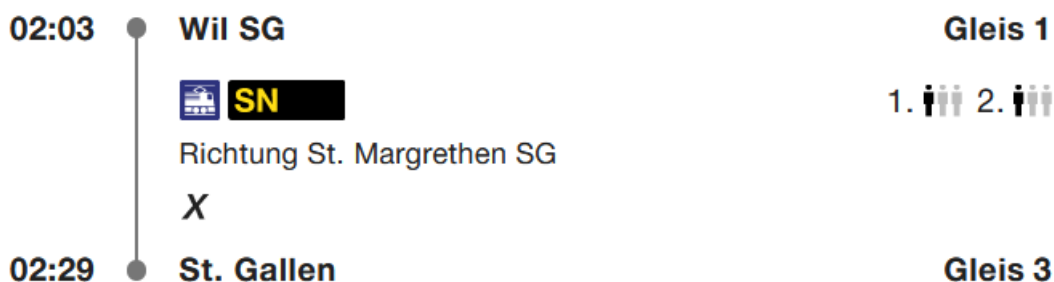 02:03 Wil SG Gleis 1
SN 1. 2.
Richtung St. Margrethen SG
X
02:29 St. Gallen Gleis 3